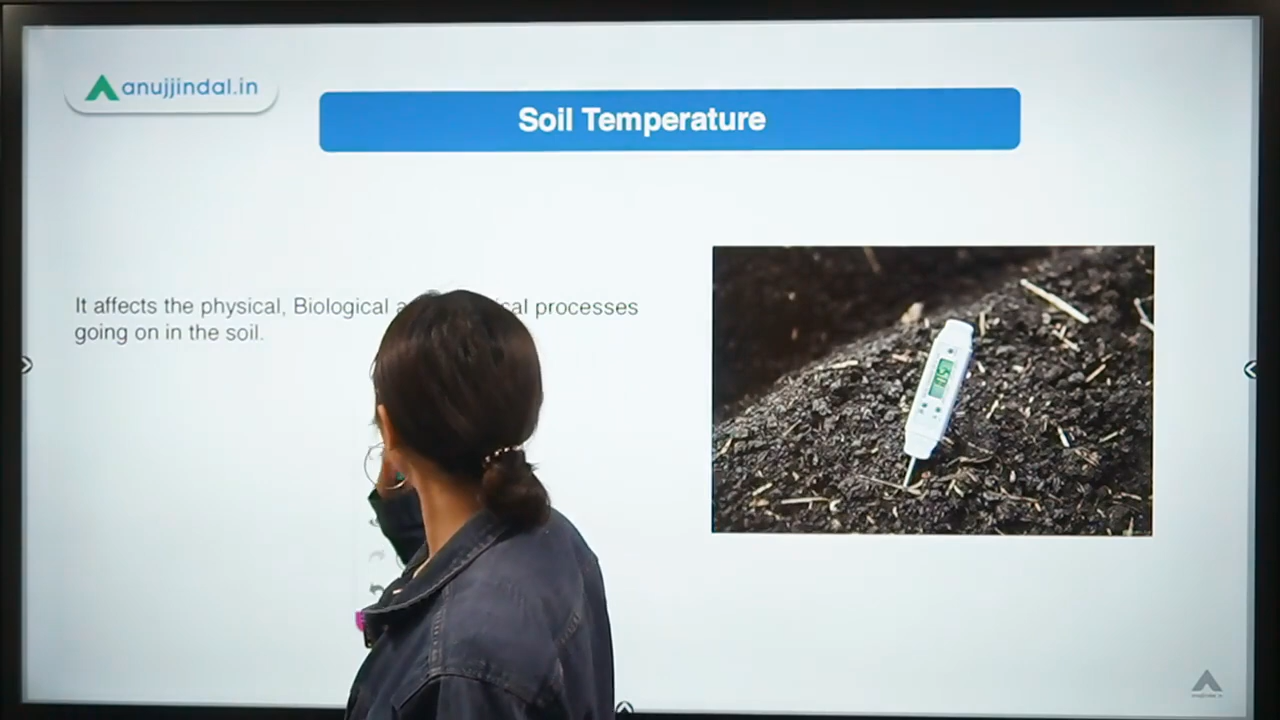 anujjindal.in
Soil Temperature
It affects the physical, Biological processes
going on in the soil.